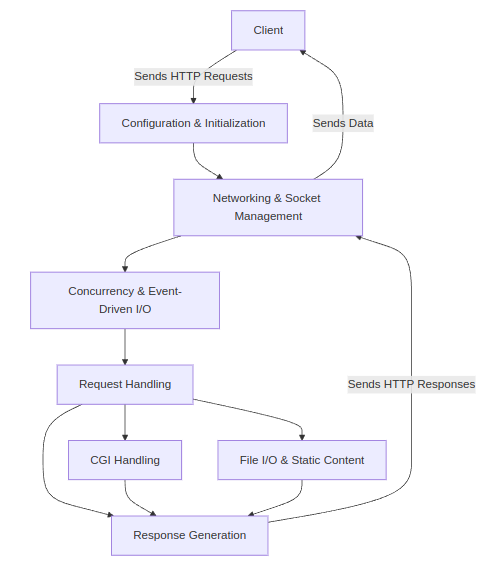 Client
Sends HTTP Requests
Configuration & Initialization
Sends Data
Networking & Socket
Management
Concurrency & Event-
Driven I/O
Request Handling
Sends HTTP Responses
CGI Handling
File I/O & Static Content
Response Generation